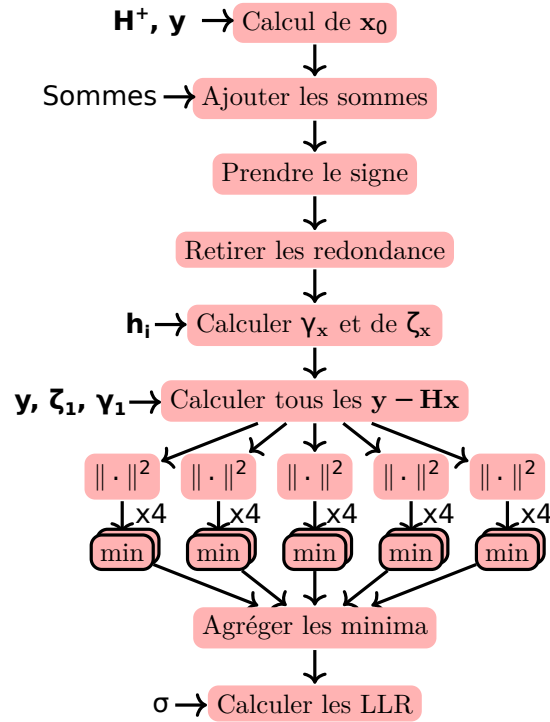 H⁺, y Calcul de x₀
Sommes Ajouter les sommes
Prendre le signe
Retirer les redondance
hᵢ Calculer γₓ et de ζₓ
y, ζ₁, γ₁ Calculer tous les y − Hx
‖ · ‖² ‖ · ‖² ‖ · ‖² ‖ · ‖² ‖ · ‖²
x4 x4 x4 x4 x4
min min min min min
Agréger les minima
σ Calculer les LLR